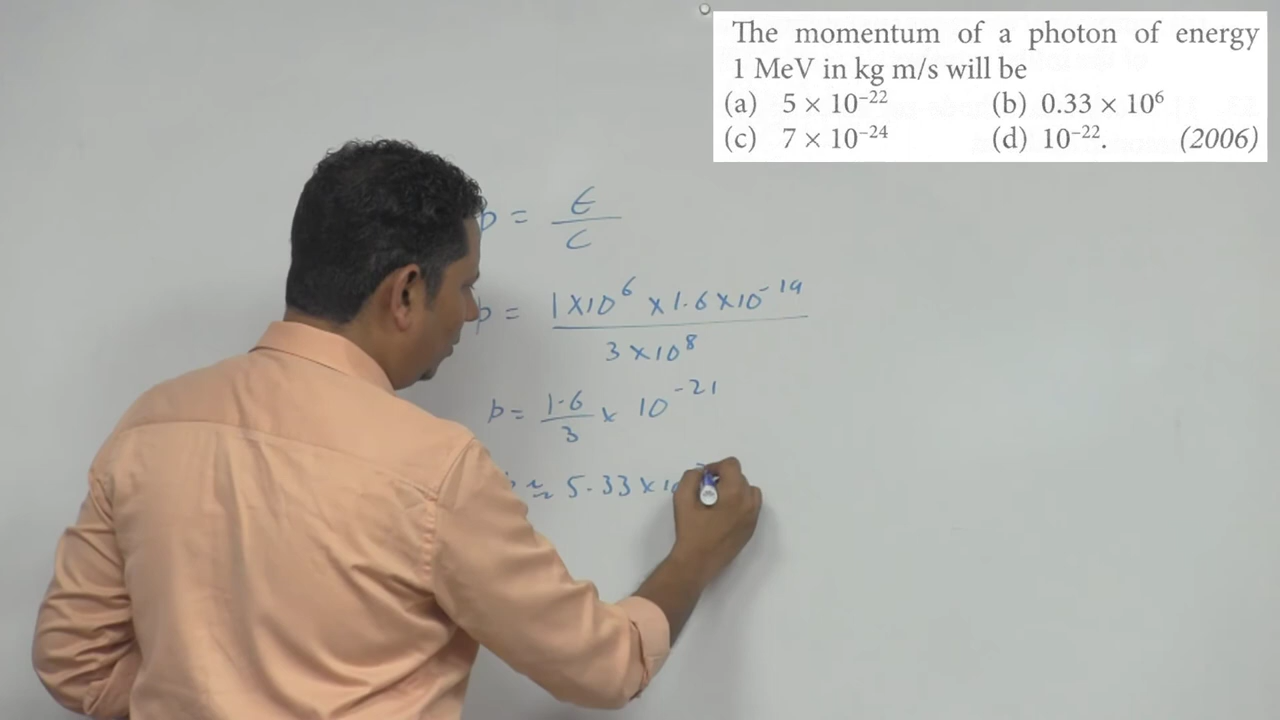 The momentum of a photon of energy
1 MeV in kg m/s will be
(a) 5 × 10⁻²² (b) 0.33 × 10⁶
(c) 7 × 10⁻²⁴ (d) 10⁻²². (2006)
p = E/C
p = 1×10⁶ × 1.6×10⁻¹⁹ / 3×10⁸
p = 1.6/3 × 10⁻²¹
≈ 5.33 × 1